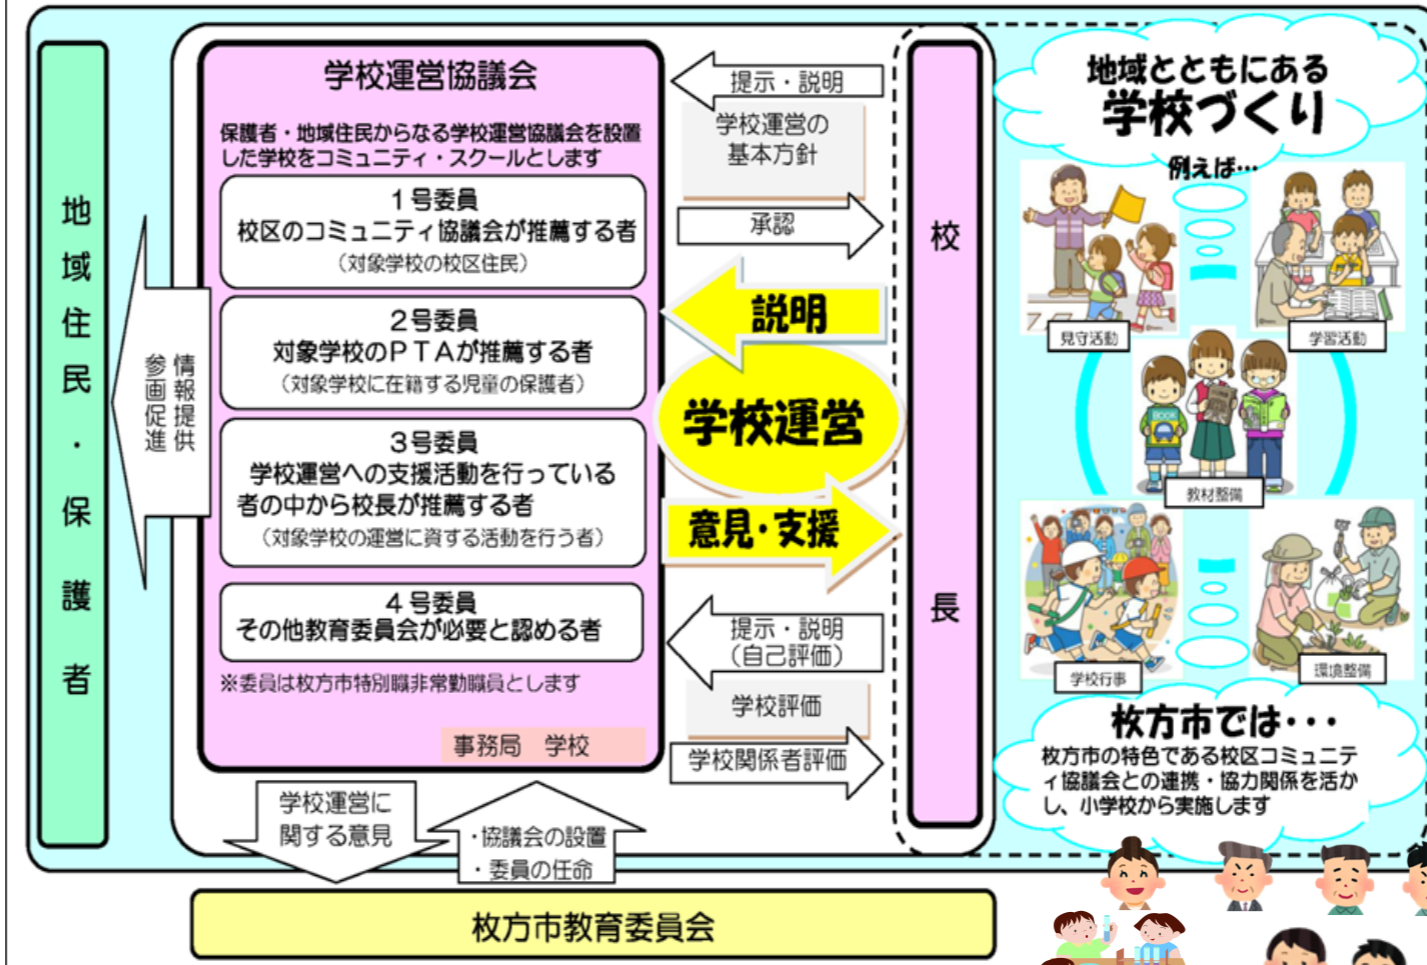 地域住民・保護者
情報提供
参画促進
学校運営協議会
保護者・地域住民からなる学校運営協議会を設置
した学校をコミュニティ・スクールとします
1号委員
校区のコミュニティ協議会が推薦する者
（対象学校の校区住民）
2号委員
対象学校のＰＴＡが推薦する者
（対象学校に在籍する児童の保護者）
3号委員
学校運営への支援活動を行っている
者の中から校長が推薦する者
（対象学校の運営に資する活動を行う者）
4号委員
その他教育委員会が必要と認める者
※委員は枚方市特別職非常勤職員とします
事務局　学校
提示・説明
学校運営の
基本方針
承認
説明
学校運営
意見・支援
提示・説明
（自己評価）
学校評価
学校関係者評価
校長
学校運営に
関する意見
・協議会の設置
・委員の任命
枚方市教育委員会
地域とともにある
学校づくり
例えば…
見守活動
学習活動
BOOK
教材整備
学校行事
環境整備
枚方市では・・・
枚方市の特色である校区コミュニテ
ィ協議会との連携・協力関係を活か
し、小学校から実施します